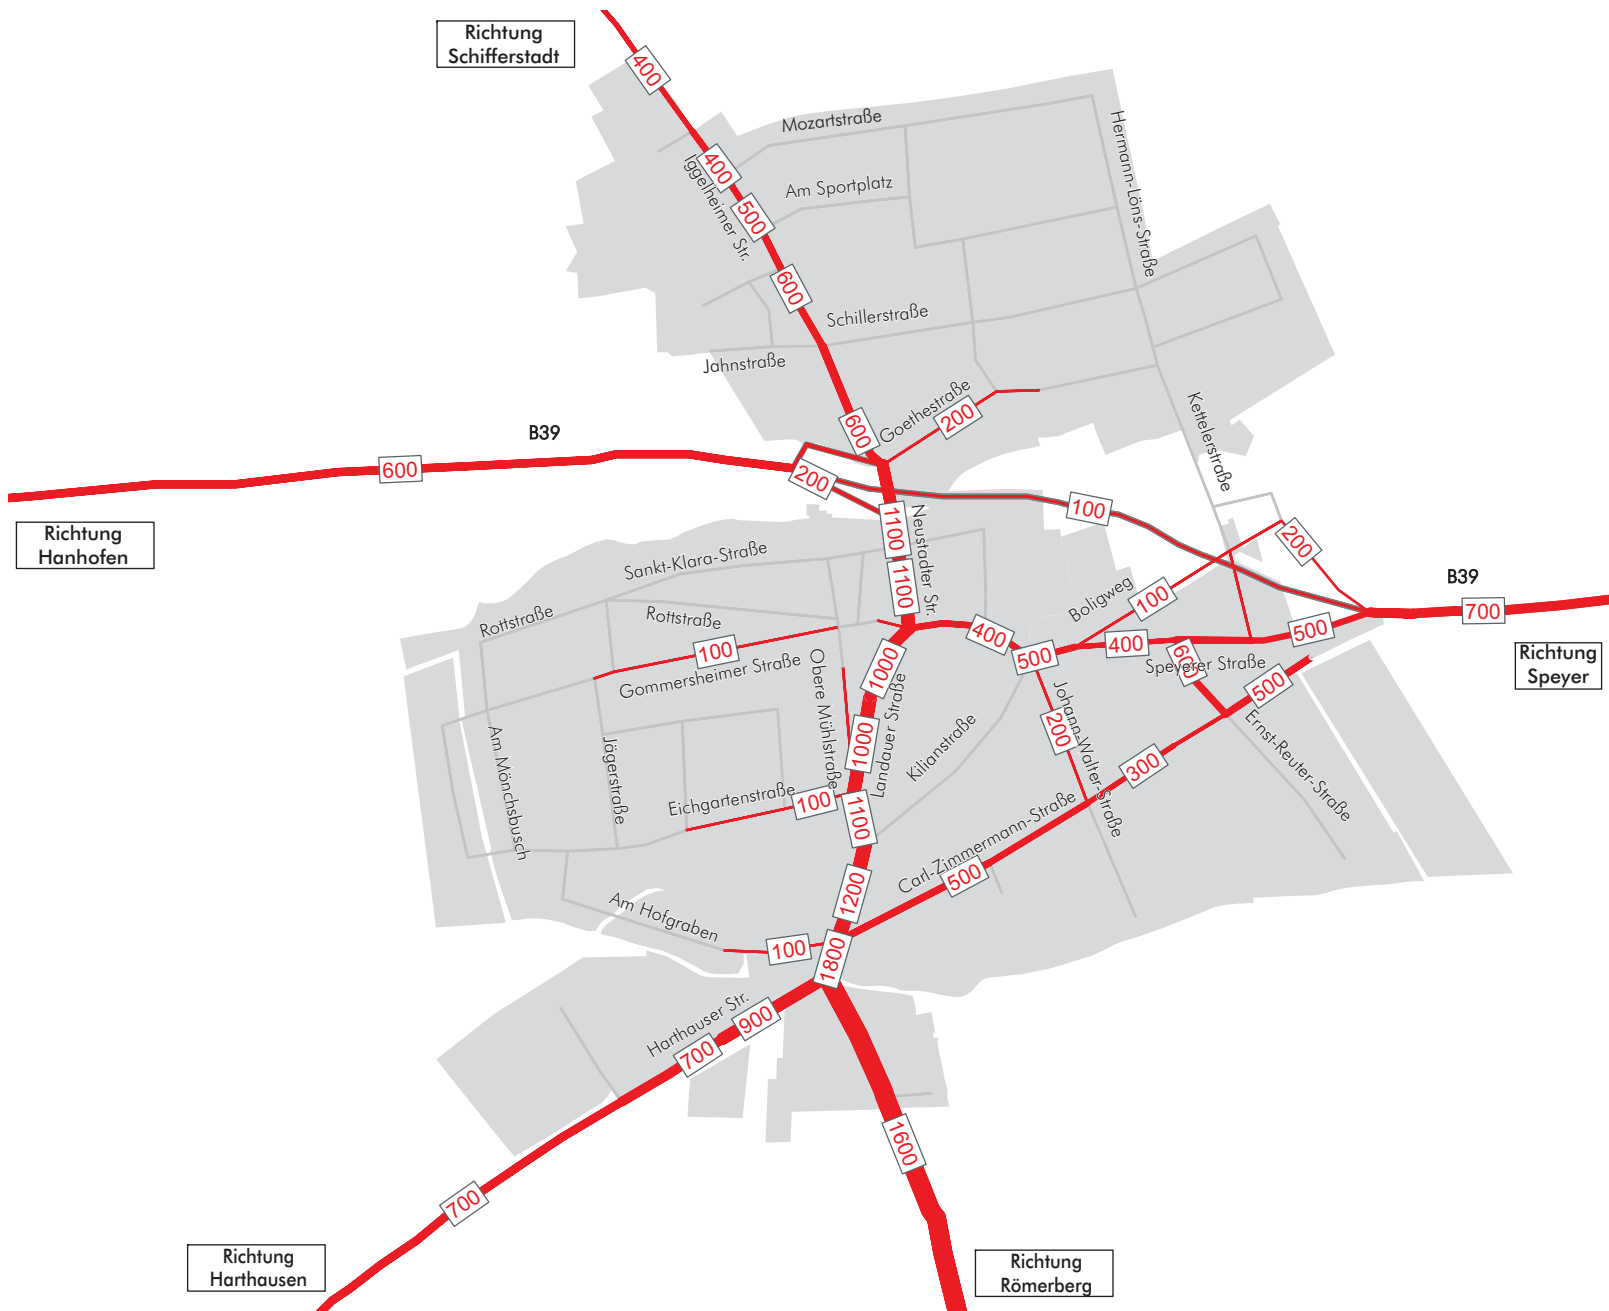 Richtung
Schifferstadt
400
Mozartstraße
Hermann-Löns-Straße
400
Iggelheimer Str.
Am Sportplatz
500
600
Schillerstraße
Jahnstraße
Goethestraße
200
600
Kettelerstraße
B39
600
200
100
Richtung
Hanhofen
1100
Neustadter Str.
200
Sankt-Klara-Straße
1100
B39
Boligweg
100
700
Rottstraße
Rottstraße
400
400
500
500
Richtung
Speyer
100
Gommersheimer Straße
Obere Mühlstraße
1000
600
Speyerer Straße
500
Landauer Straße
Johann-Walter-Straße
200
Ernst-Reuter-Straße
1000
Kilianstraße
Am Mönchsbusch
Jägerstraße
300
Eichgartenstraße
100
1100
Carl-Zimmermann-Straße
500
1200
Am Hofgraben
100
1800
Harthauser Str.
900
700
1600
700
Richtung
Harthausen
Richtung
Römerberg